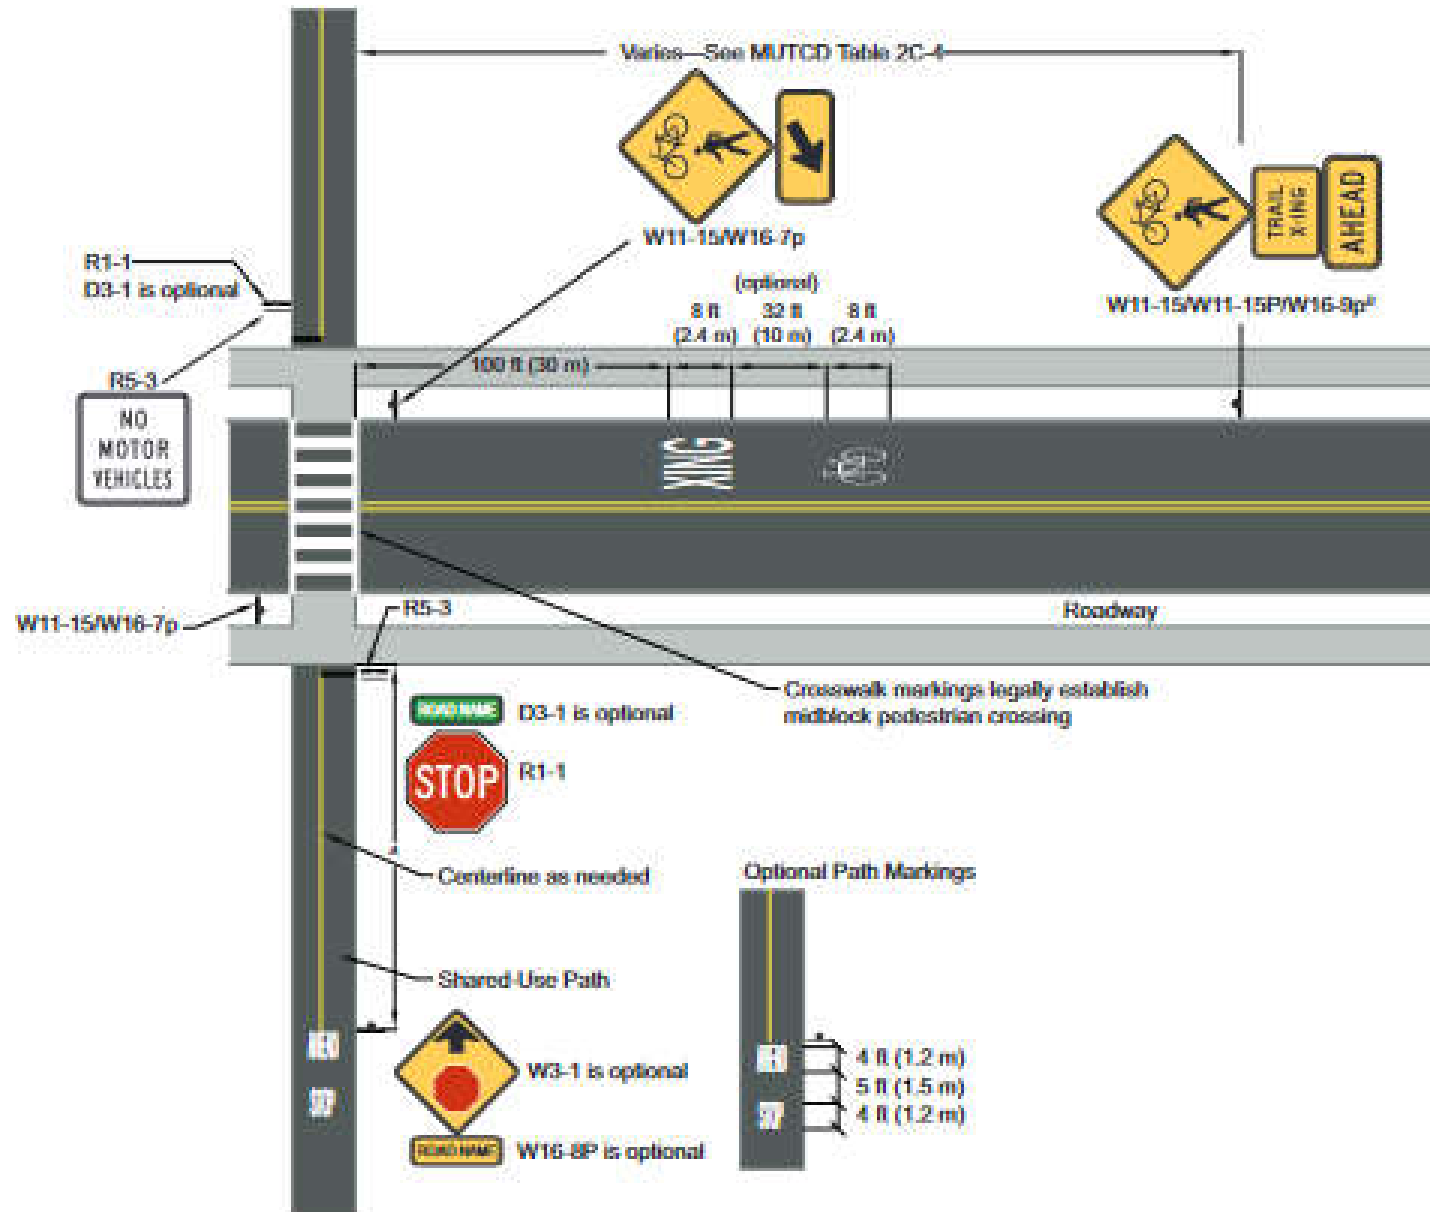 Varies—See MUTCD Table 2C-4
W11-15/W16-7p
TRAIL
X-ING
AHEAD
W11-15/W11-15P/W16-9p
R1-1
D3-1 is optional
(optional)
8 ft
(2.4 m)
32 ft
(10 m)
8 ft
(2.4 m)
100 ft (30 m)
R5-3
NO
MOTOR
VEHICLES
XING
W11-15/W16-7p
R5-3
Roadway
Crosswalk markings legally establish
midblock pedestrian crossing
ROAD NAME
D3-1 is optional
STOP
R1-1
Centerline as needed
Optional Path Markings
Shared-Use Path
W3-1 is optional
4 ft (1.2 m)
5 ft (1.5 m)
4 ft (1.2 m)
ROAD NAME
W16-8P is optional